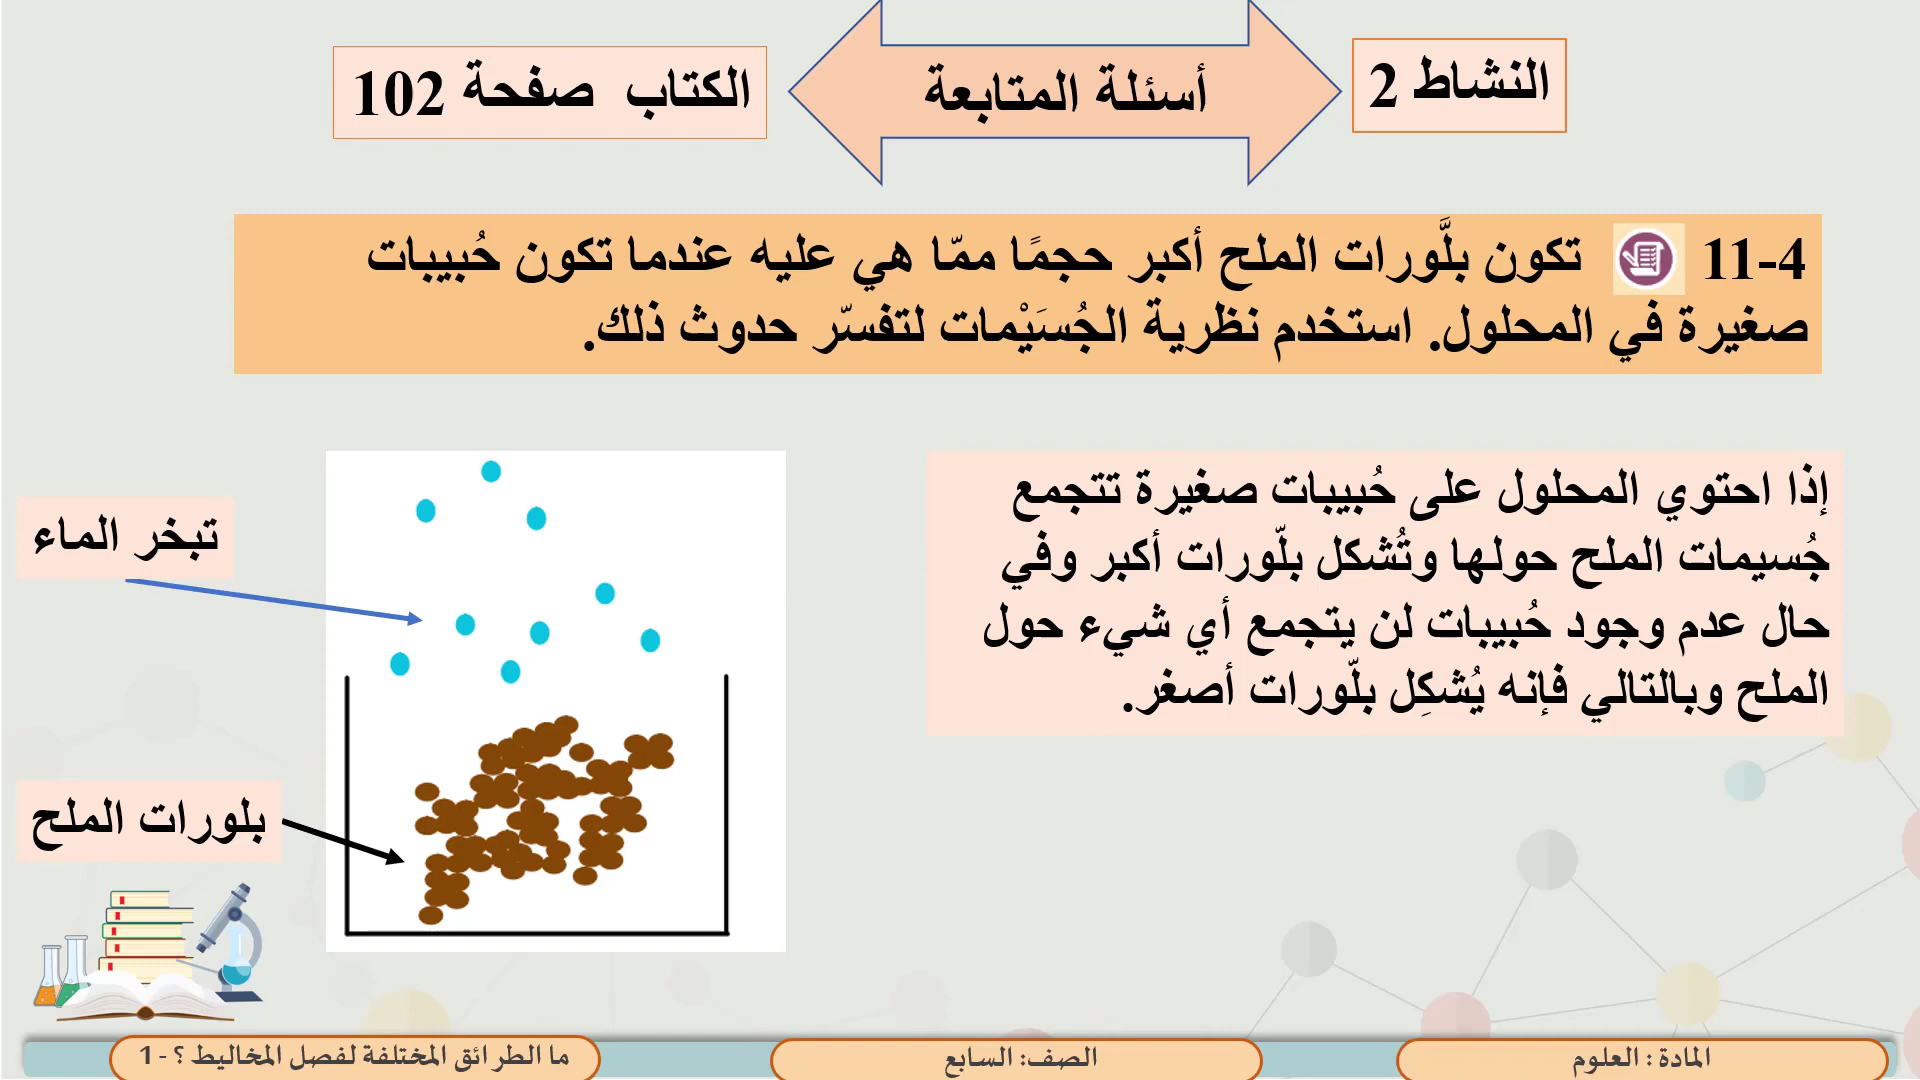 النشاط 2
أسئلة المتابعة
الكتاب صفحة 102
11-4 تكون بلَّورات الملح أكبر حجمًا ممّا هي عليه عندما تكون حُبيبات
صغيرة في المحلول. استخدم نظرية الجُسَيْمات لتفسّر حدوث ذلك.
إذا احتوي المحلول على حُبيبات صغيرة تتجمع
جُسيمات الملح حولها وتُشكل بلّورات أكبر وفي
حال عدم وجود حُبيبات لن يتجمع أي شيء حول
الملح وبالتالي فإنه يُشكِل بلّورات أصغر.
تبخر الماء
بلورات الملح
المادة : العلوم
الصف: السابع
ما الطرائق المختلفة لفصل المخاليط ؟ - 1